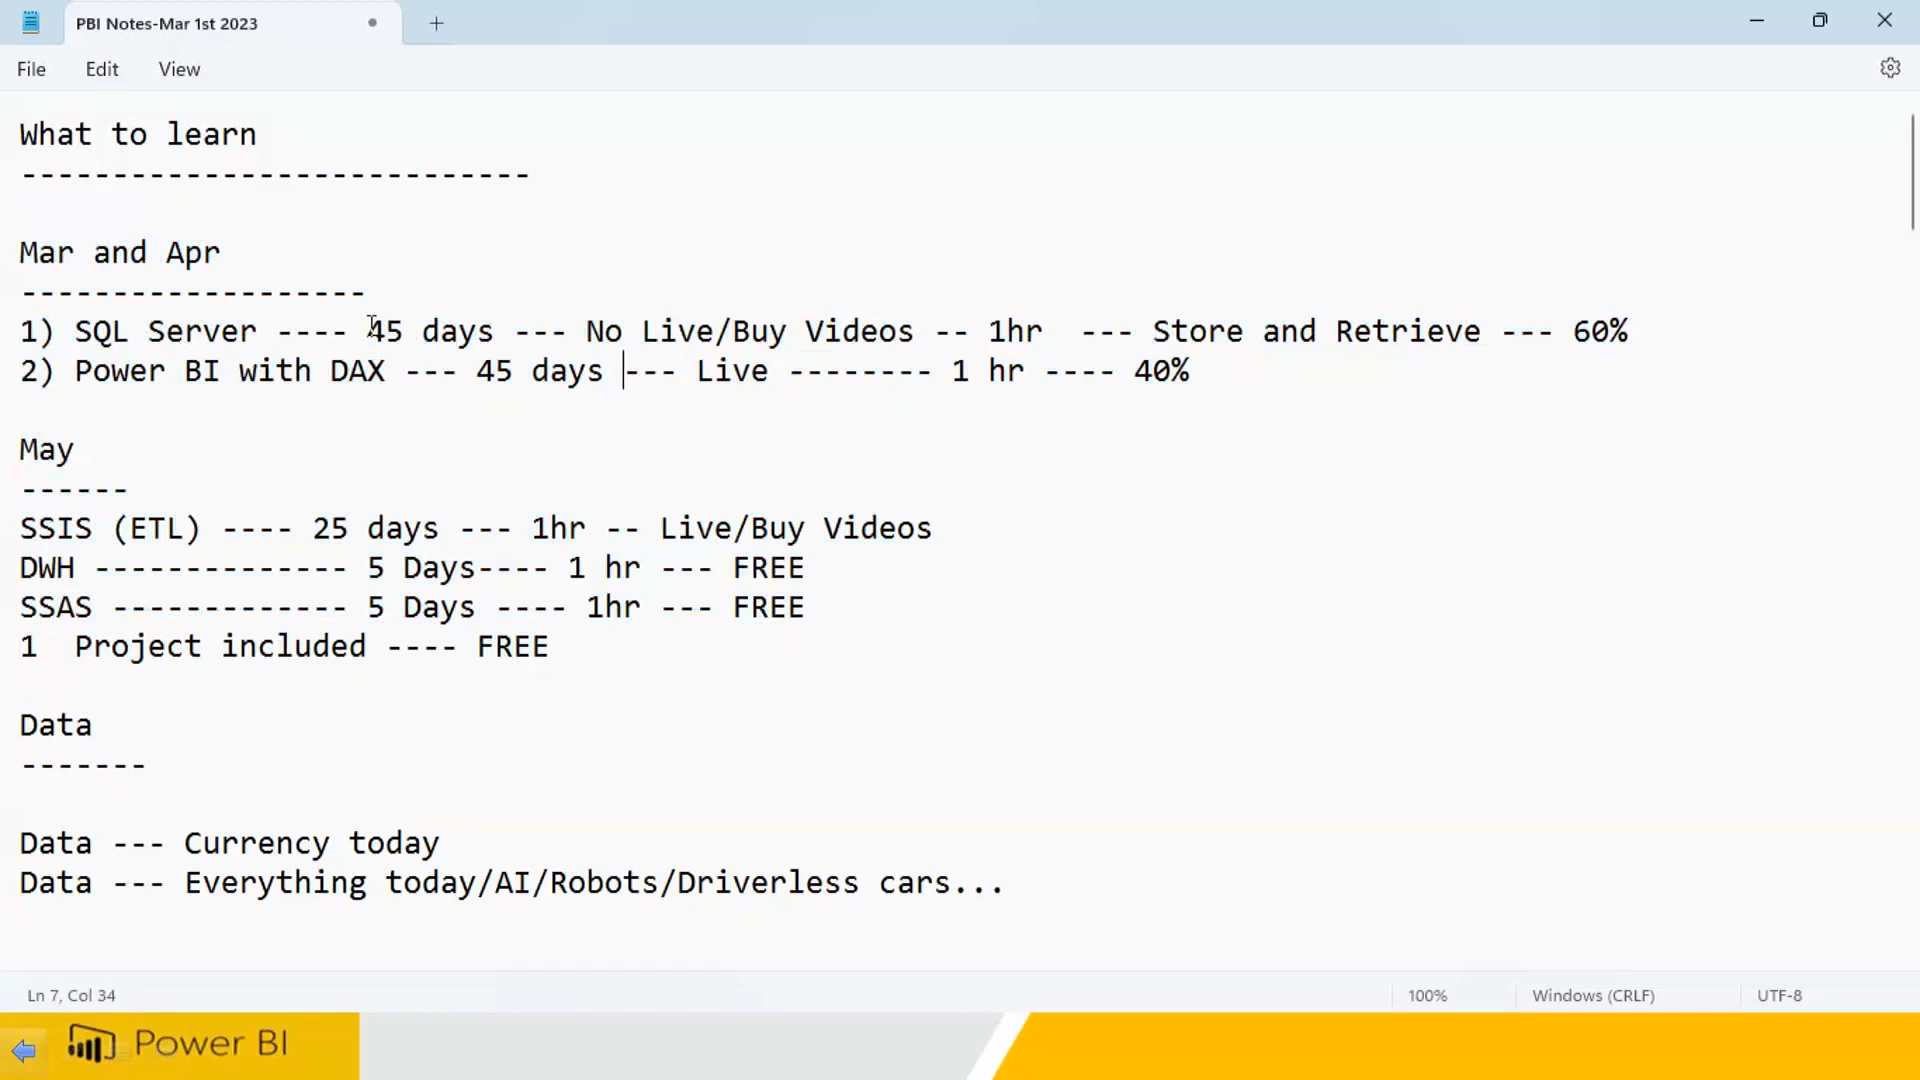 PBI Notes-Mar 1st 2023
File Edit View
What to learn
----------------------------
Mar and Apr
-------------------
1) SQL Server ---- 45 days --- No Live/Buy Videos -- 1hr  --- Store and Retrieve --- 60%
2) Power BI with DAX --- 45 days --- Live -------- 1 hr ---- 40%
May
------
SSIS (ETL) ---- 25 days --- 1hr -- Live/Buy Videos
DWH -------------- 5 Days---- 1 hr --- FREE
SSAS ------------- 5 Days ---- 1hr --- FREE
1  Project included ---- FREE
Data
-------
Data --- Currency today
Data --- Everything today/AI/Robots/Driverless cars...
Ln 7, Col 34 100% Windows (CRLF) UTF-8
Power BI